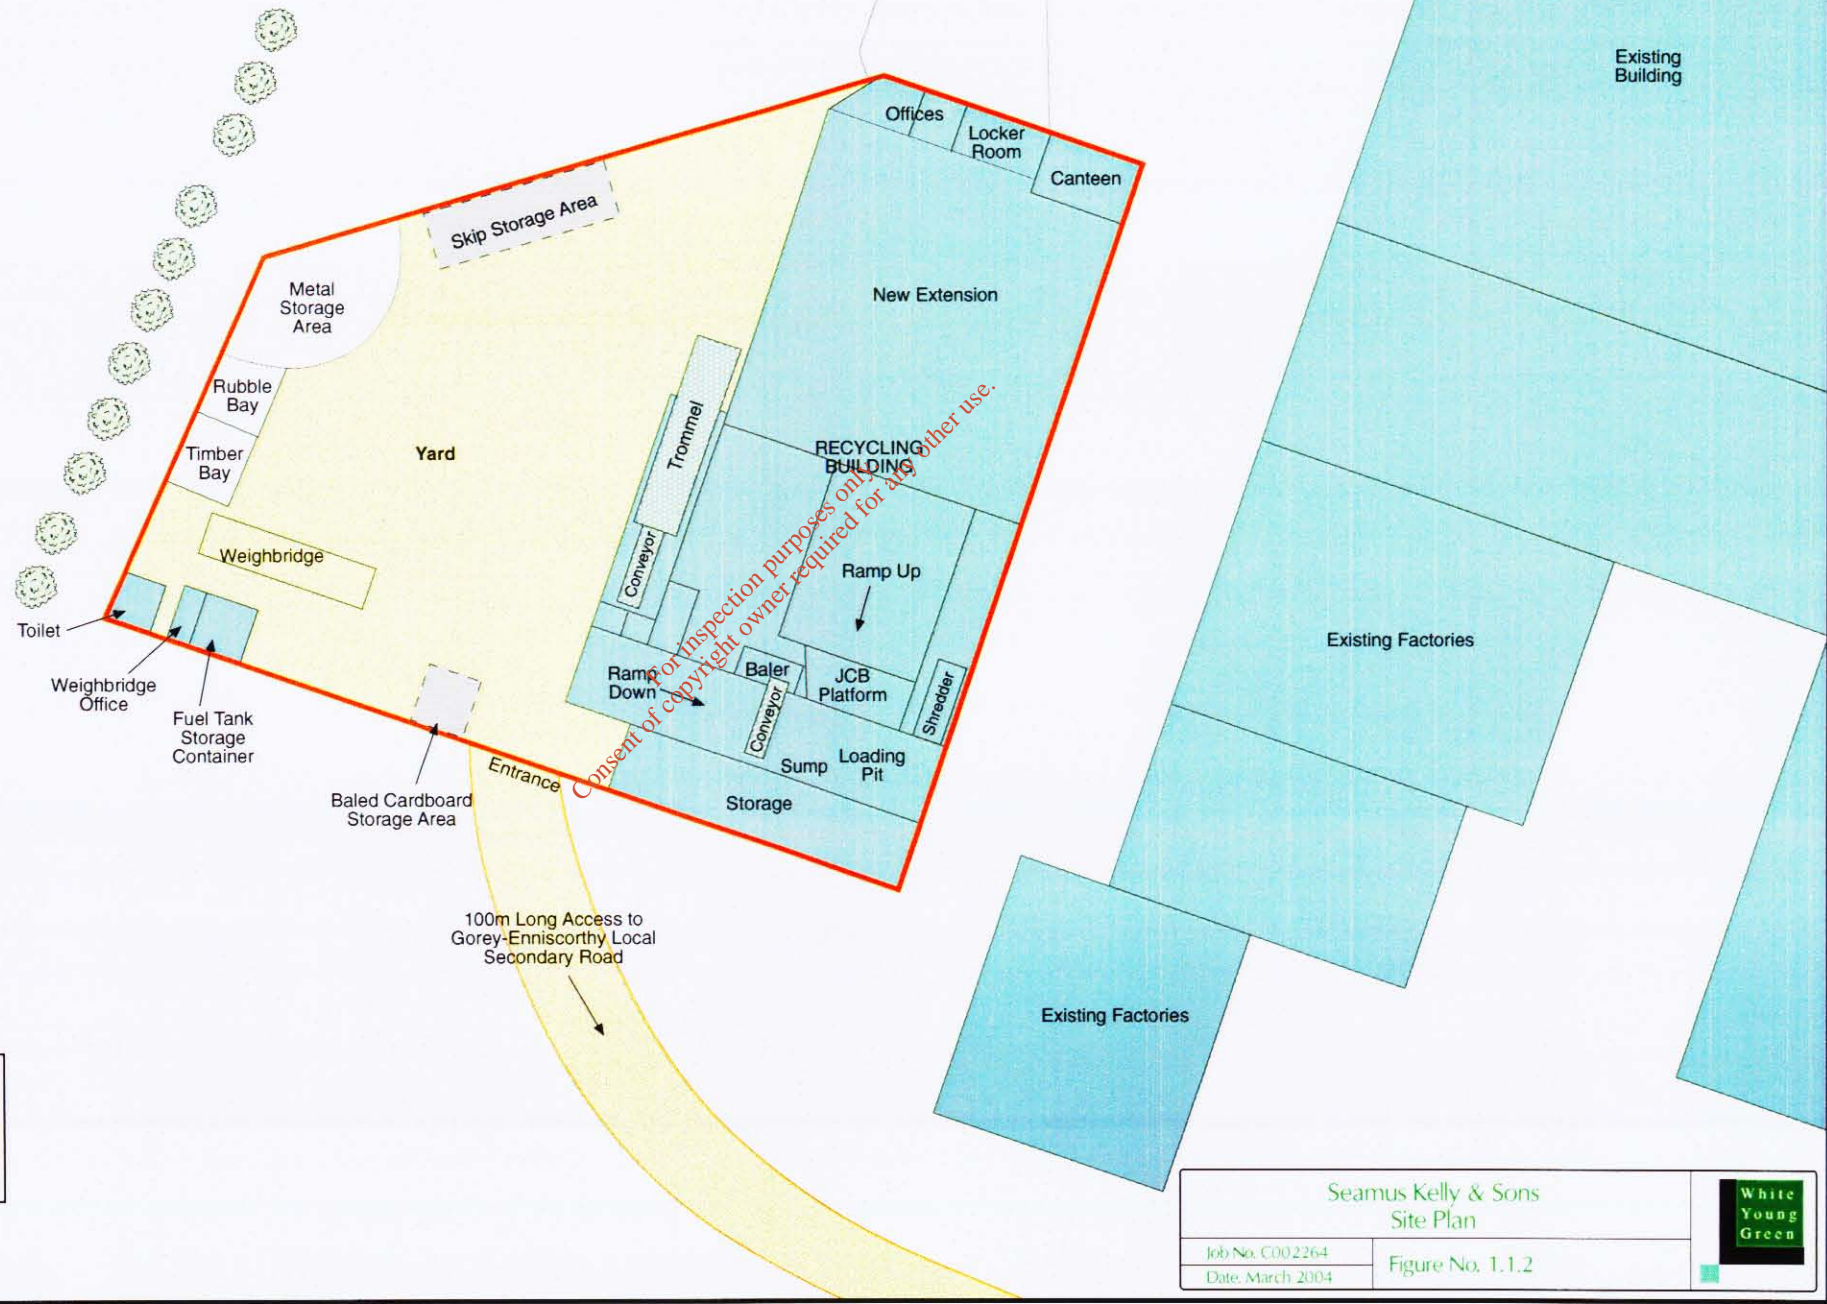 Existing
Building
Offices
Locker
Room
Canteen
Skip Storage Area
Metal
Storage
Area
New Extension
Rubble
Bay
Trommel
Timber
Bay
Yard
RECYCLING
BUILDING
Weighbridge
Conveyor
Ramp Up
Toilet
Existing Factories
Weighbridge
Office
Fuel Tank
Storage
Container
Ramp
Down
Baler
JCB
Platform
Shredder
Conveyor
Sump
Loading
Pit
Entrance
Storage
Baled Cardboard
Storage Area
For inspection purposes only.
Consent of copyright owner required for any other use.
100m Long Access to
Gorey-Enniscorthy Local
Secondary Road
Existing Factories
Seamus Kelly & Sons
Site Plan
Job No. C002264
Date. March 2004
Figure No. 1.1.2
White
Young
Green